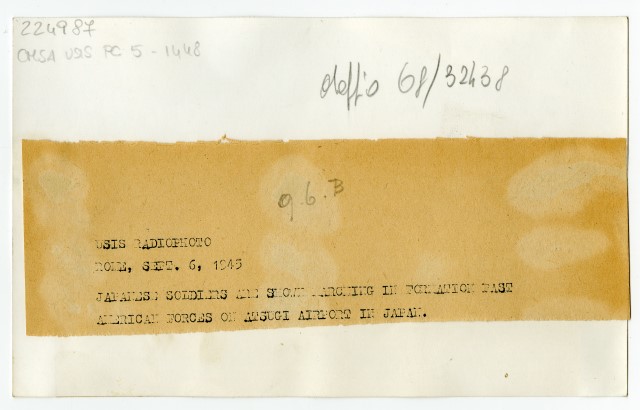 224987
CMSA USIS FC 5 - 1448
68/32438
9.6.B
USIS RADIOPHOTO
ROME, SEPT. 6, 1945
JAPANESE SOLDIERS ARE SHOWN MARCHING IN FORMATION PAST
AMERICAN FORCES ON ATSUGI AIRPORT IN JAPAN.